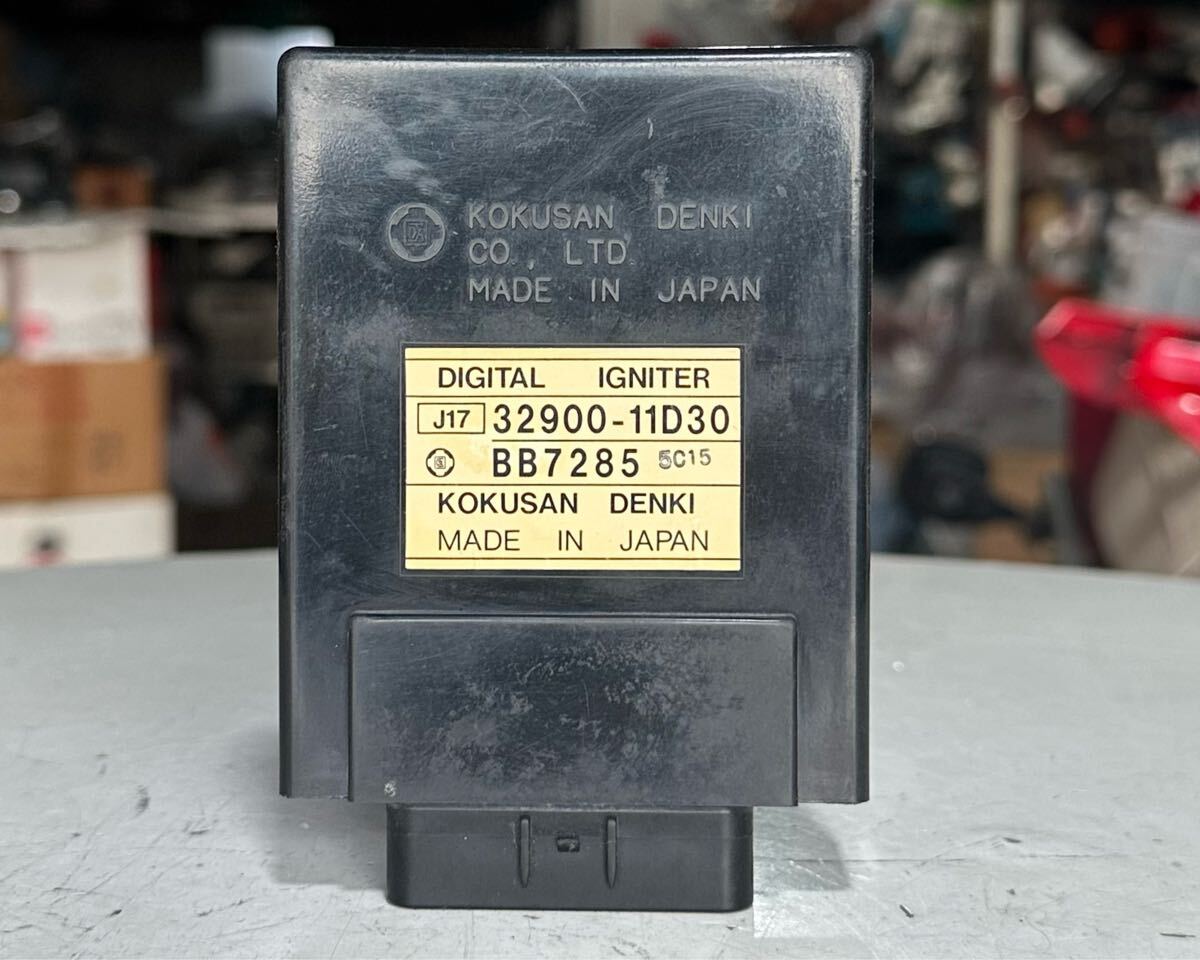 KOKUSAN DENKI
CO., LTD.
MADE IN JAPAN
DIGITAL IGNITER
J17 32900-11D30
BB7285 5C15
KOKUSAN DENKI
MADE IN JAPAN